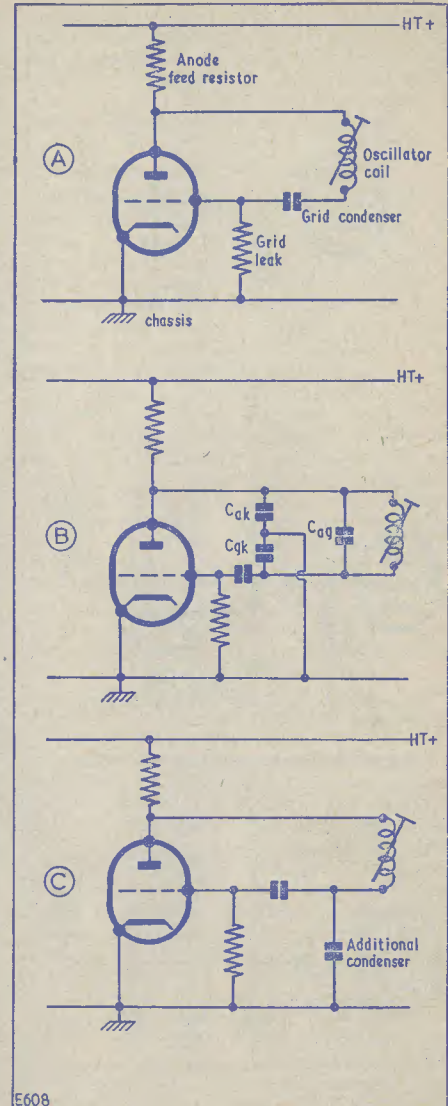 HT+
Anode
feed resistor
A
Oscillator
coil
Grid condenser
Grid
leak
chassis
HT+
B
Cak
Cgk
Cag
HT+
C
Additional
condenser
E608